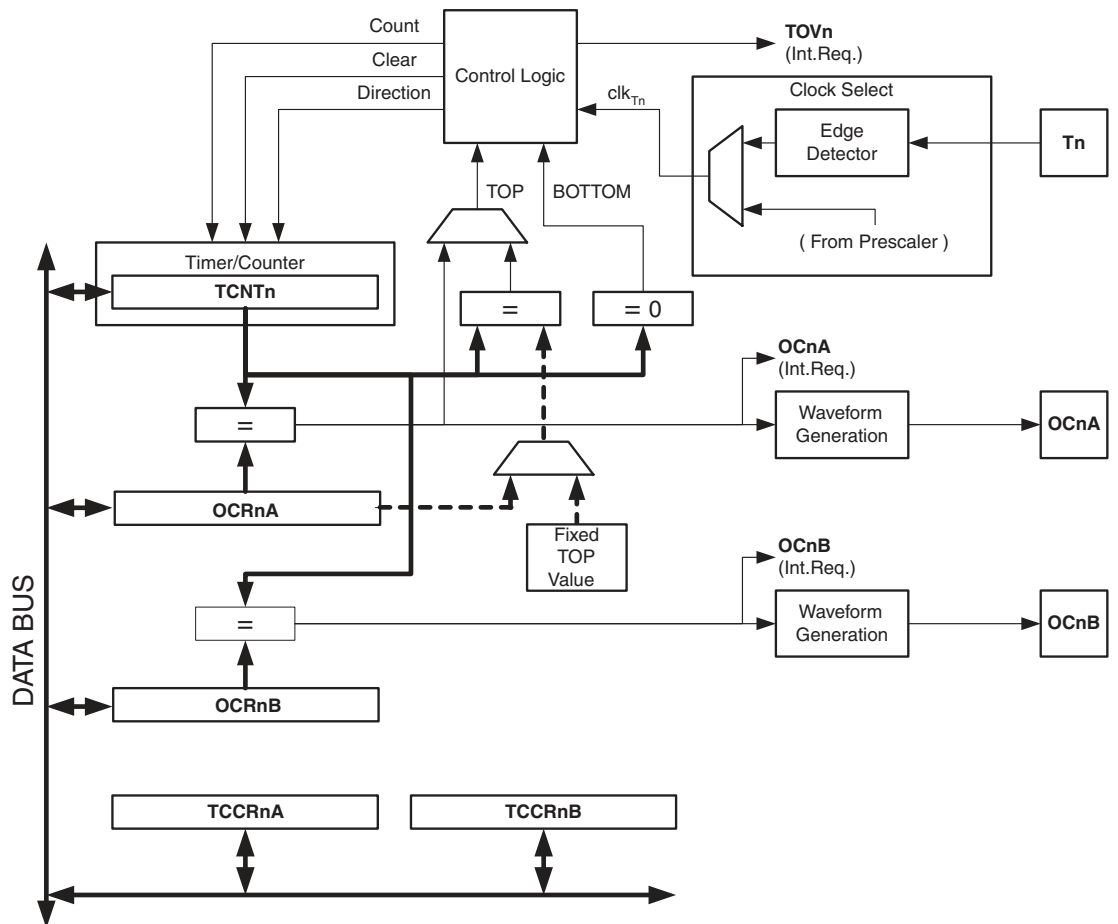 Count
Clear
Direction
Control Logic
TOVn
(Int.Req.)
clkTn
Clock Select
Edge
Detector
Tn
( From Prescaler )
TOP
BOTTOM
Timer/Counter
TCNTn
=
= 0
OCnA
(Int.Req.)
=
Waveform
Generation
OCnA
OCRnA
Fixed
TOP
Value
OCnB
(Int.Req.)
=
Waveform
Generation
OCnB
OCRnB
DATA BUS
TCCRnA
TCCRnB